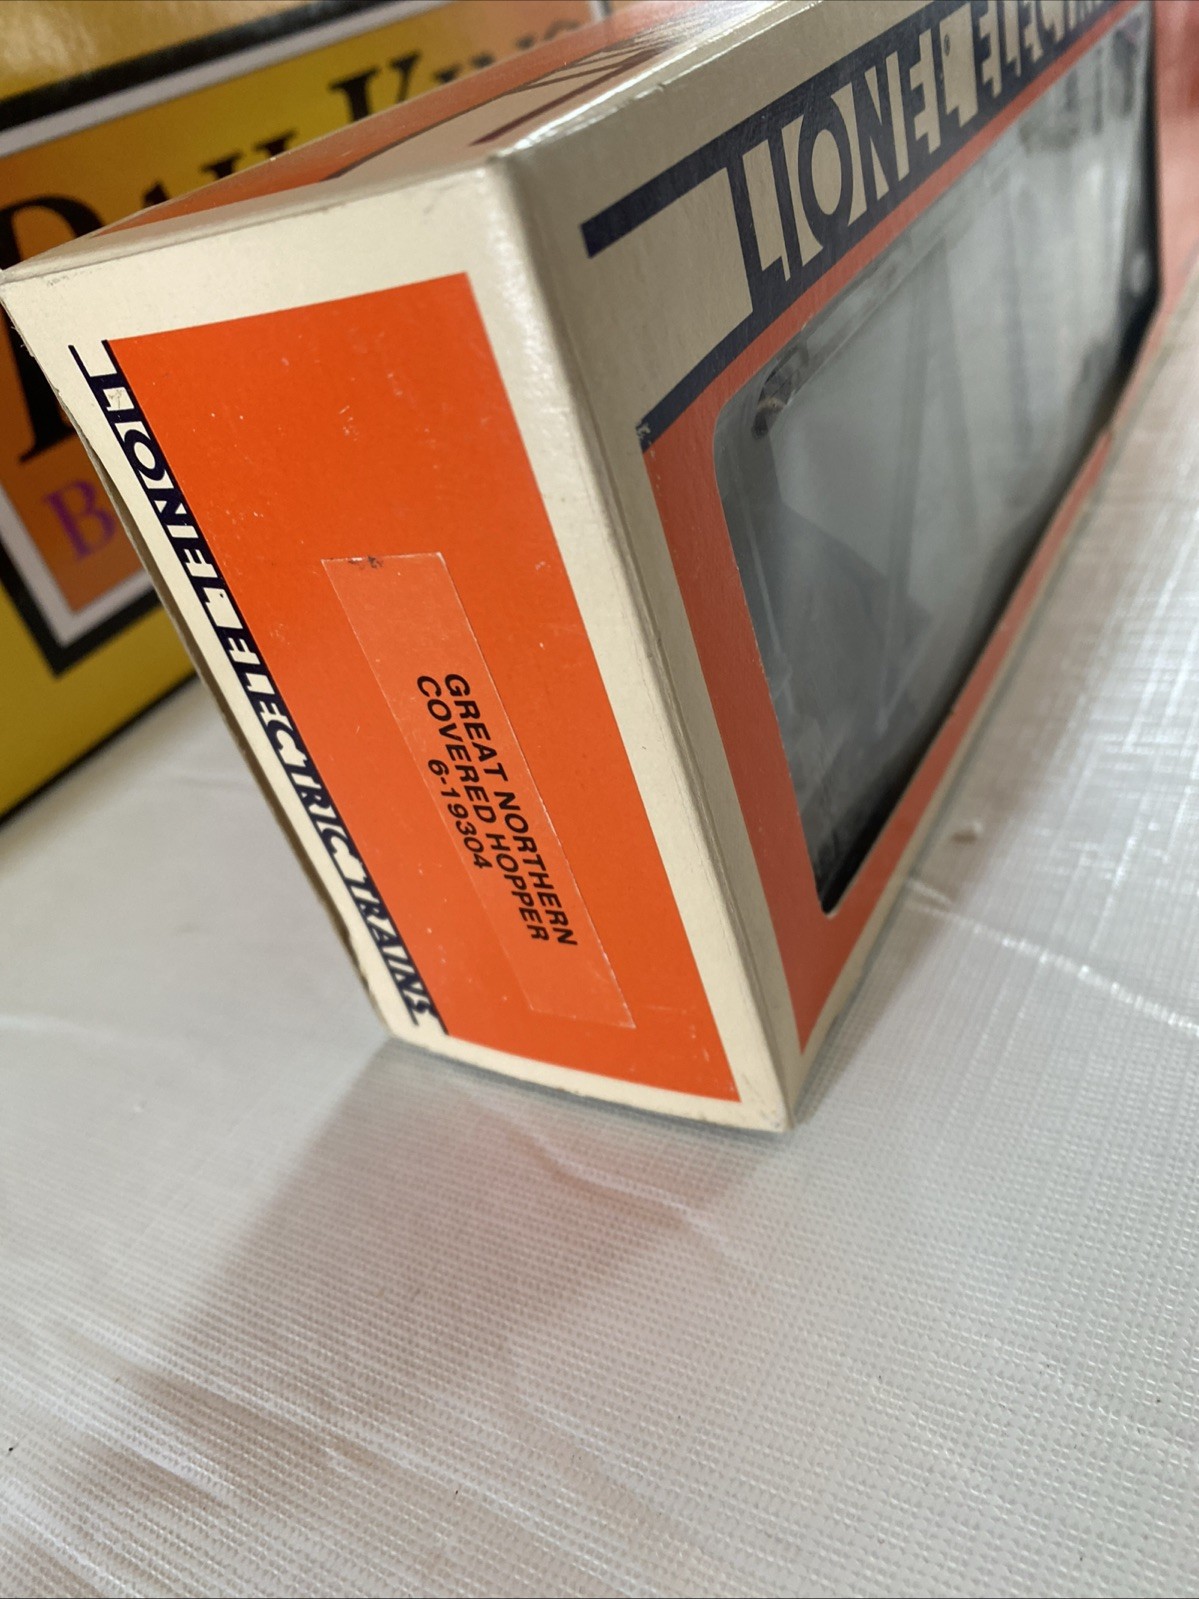 LIONEL ELECTRIC
LIONEL ELECTRIC TRAINS
GREAT NORTHERN
COVERED HOPPER
6-19304